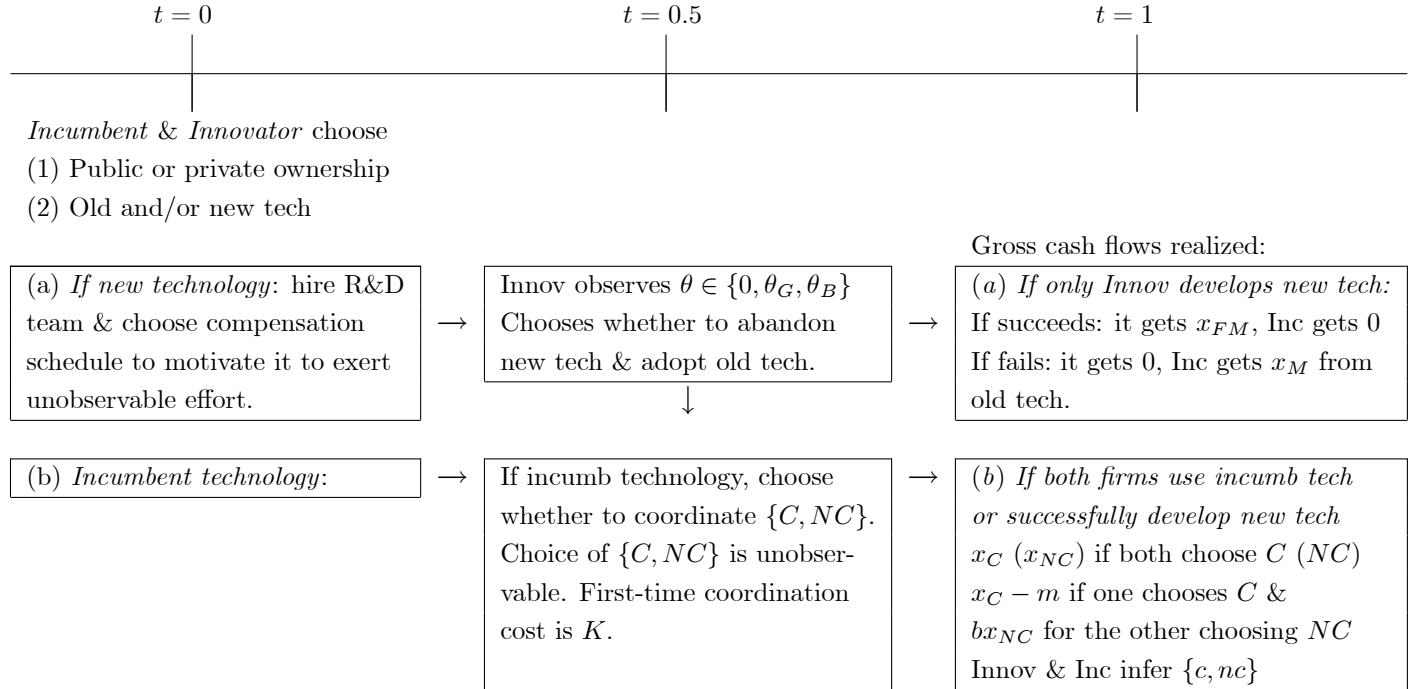 t = 0
t = 0.5
t = 1
Incumbent & Innovator choose
(1) Public or private ownership
(2) Old and/or new tech
(a) If new technology: hire R&D
team & choose compensation
schedule to motivate it to exert
unobservable effort.
→
Innov observes θ ∈ {0, θ_G, θ_B}
Chooses whether to abandon
new tech & adopt old tech.
↓
→
Gross cash flows realized:
(a) If only Innov develops new tech:
If succeeds: it gets x_{FM}, Inc gets 0
If fails: it gets 0, Inc gets x_M from
old tech.
(b) Incumbent technology:
→
If incumb technology, choose
whether to coordinate {C, NC}.
Choice of {C, NC} is unobser-
vable. First-time coordination
cost is K.
→
(b) If both firms use incumb tech
or successfully develop new tech
x_C (x_{NC}) if both choose C (NC)
x_C − m if one chooses C &
bx_{NC} for the other choosing NC
Innov & Inc infer {c, nc}